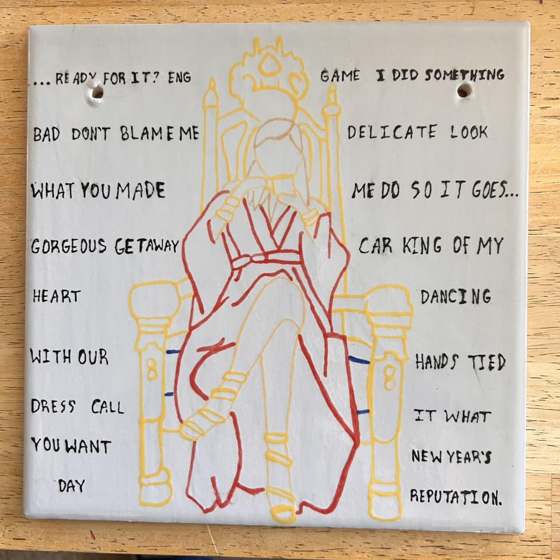 ...READY FOR IT? ENG GAME I DID SOMETHING
BAD DON'T BLAME ME DELICATE LOOK
WHAT YOU MADE ME DO SO IT GOES...
GORGEOUS GETAWAY CAR KING OF MY
HEART DANCING
WITH OUR HANDS TIED
DRESS CALL IT WHAT
YOU WANT NEW YEAR'S
DAY REPUTATION.